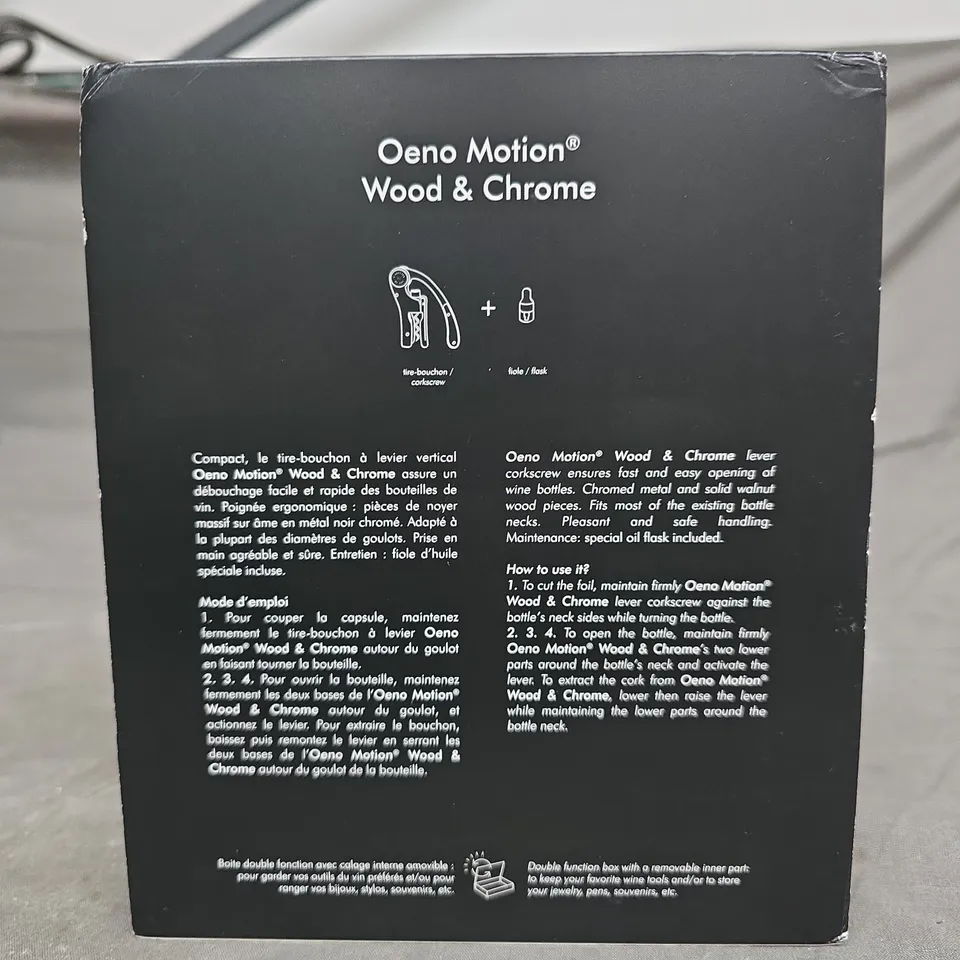 Oeno Motion®
Wood & Chrome
+
tire-bouchon /
corkscrew
fiole / flask
Compact, le tire-bouchon à levier vertical
Oeno Motion® Wood & Chrome assure un
débouchage facile et rapide des bouteilles de
vin. Poignée ergonomique : pièces de noyer
massif sur âme en métal noir chromé. Adapté à
la plupart des diamètres de goulots. Prise en
main agréable et sûre. Entretien : fiole d'huile
spéciale incluse.
Mode d'emploi
1. Pour couper la capsule, maintenez
fermement le tire-bouchon à levier Oeno
Motion® Wood & Chrome autour du goulot
en faisant tourner la bouteille.
2. 3. 4. Pour ouvrir la bouteille, maintenez
fermement les deux bases de l'Oeno Motion®
Wood & Chrome autour du goulot, et
actionnez le levier. Pour extraire le bouchon,
baissez puis remontez le levier en serrant les
deux bases de l'Oeno Motion® Wood &
Chrome autour du goulot de la bouteille.
Oeno Motion® Wood & Chrome lever
corkscrew ensures fast and easy opening of
wine bottles. Chromed metal and solid walnut
wood pieces. Fits most of the existing bottle
necks. Pleasant and safe handling.
Maintenance: special oil flask included.
How to use it?
1. To cut the foil, maintain firmly Oeno Motion®
Wood & Chrome lever corkscrew against the
bottle's neck sides while turning the bottle.
2. 3. 4. To open the bottle, maintain firmly
Oeno Motion® Wood & Chrome's two lower
parts around the bottle's neck and activate the
lever. To extract the cork from Oeno Motion®
Wood & Chrome, lower then raise the lever
while maintaining the lower parts around the
bottle neck.
Boite double fonction avec calage interne amovible :
pour garder vos outils du vin préférés et/ou pour
ranger vos bijoux, stylos, souvenirs, etc.
Double function box with a removable inner part:
to keep your favorite wine tools and/or to store
your jewelry, pens, souvenirs, etc.